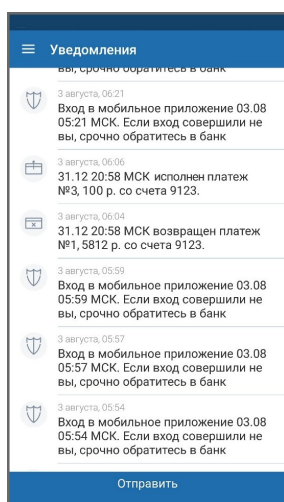 Уведомления
вы, срочно обратитесь в банк
3 августа, 06:21
Вход в мобильное приложение 03.08
05:21 МСК. Если вход совершили не
вы, срочно обратитесь в банк
3 августа, 06:06
31.12 20:58 МСК исполнен платеж
№3, 100 р. со счета 9123.
3 августа, 06:04
31.12 20:58 МСК возвращен платеж
№1, 5812 р. со счета 9123.
3 августа, 05:59
Вход в мобильное приложение 03.08
05:59 МСК. Если вход совершили не
вы, срочно обратитесь в банк
3 августа, 05:57
Вход в мобильное приложение 03.08
05:57 МСК. Если вход совершили не
вы, срочно обратитесь в банк
3 августа, 05:54
Вход в мобильное приложение 03.08
05:54 МСК. Если вход совершили не
вы, срочно обратитесь в банк
Отправить